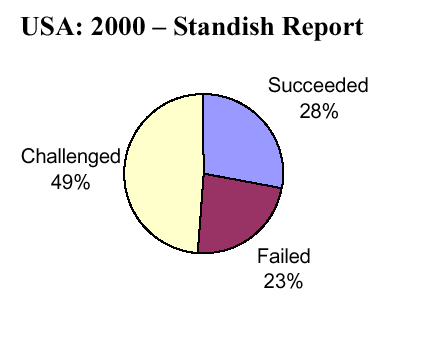 USA: 2000 – Standish Report
Succeeded
28%
Challenged
49%
Failed
23%